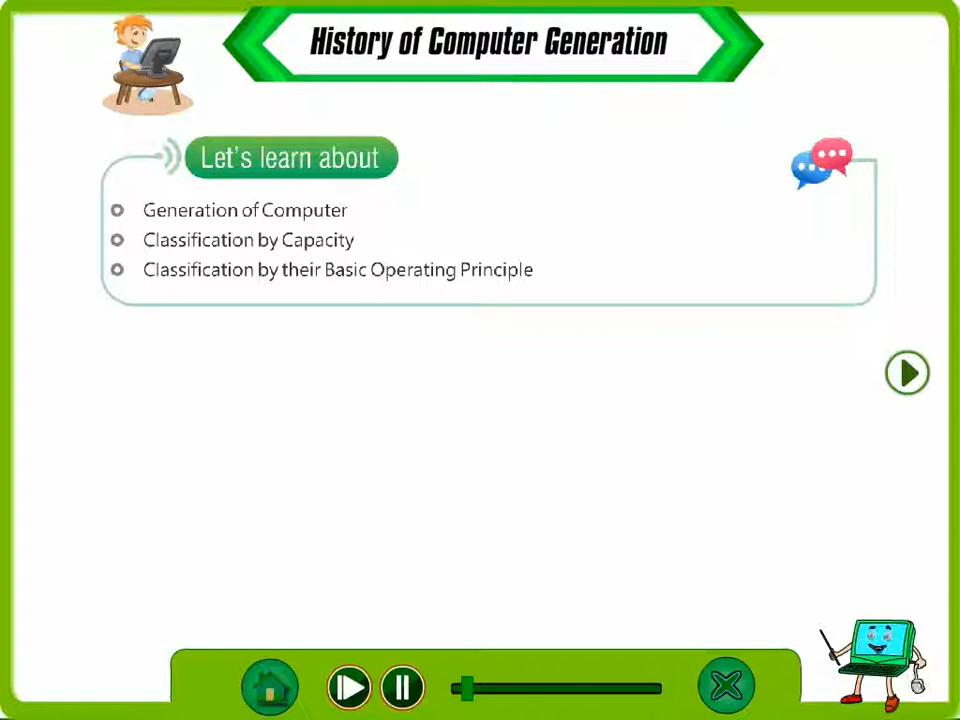 History of Computer Generation
Let's learn about
Generation of Computer
Classification by Capacity
Classification by their Basic Operating Principle